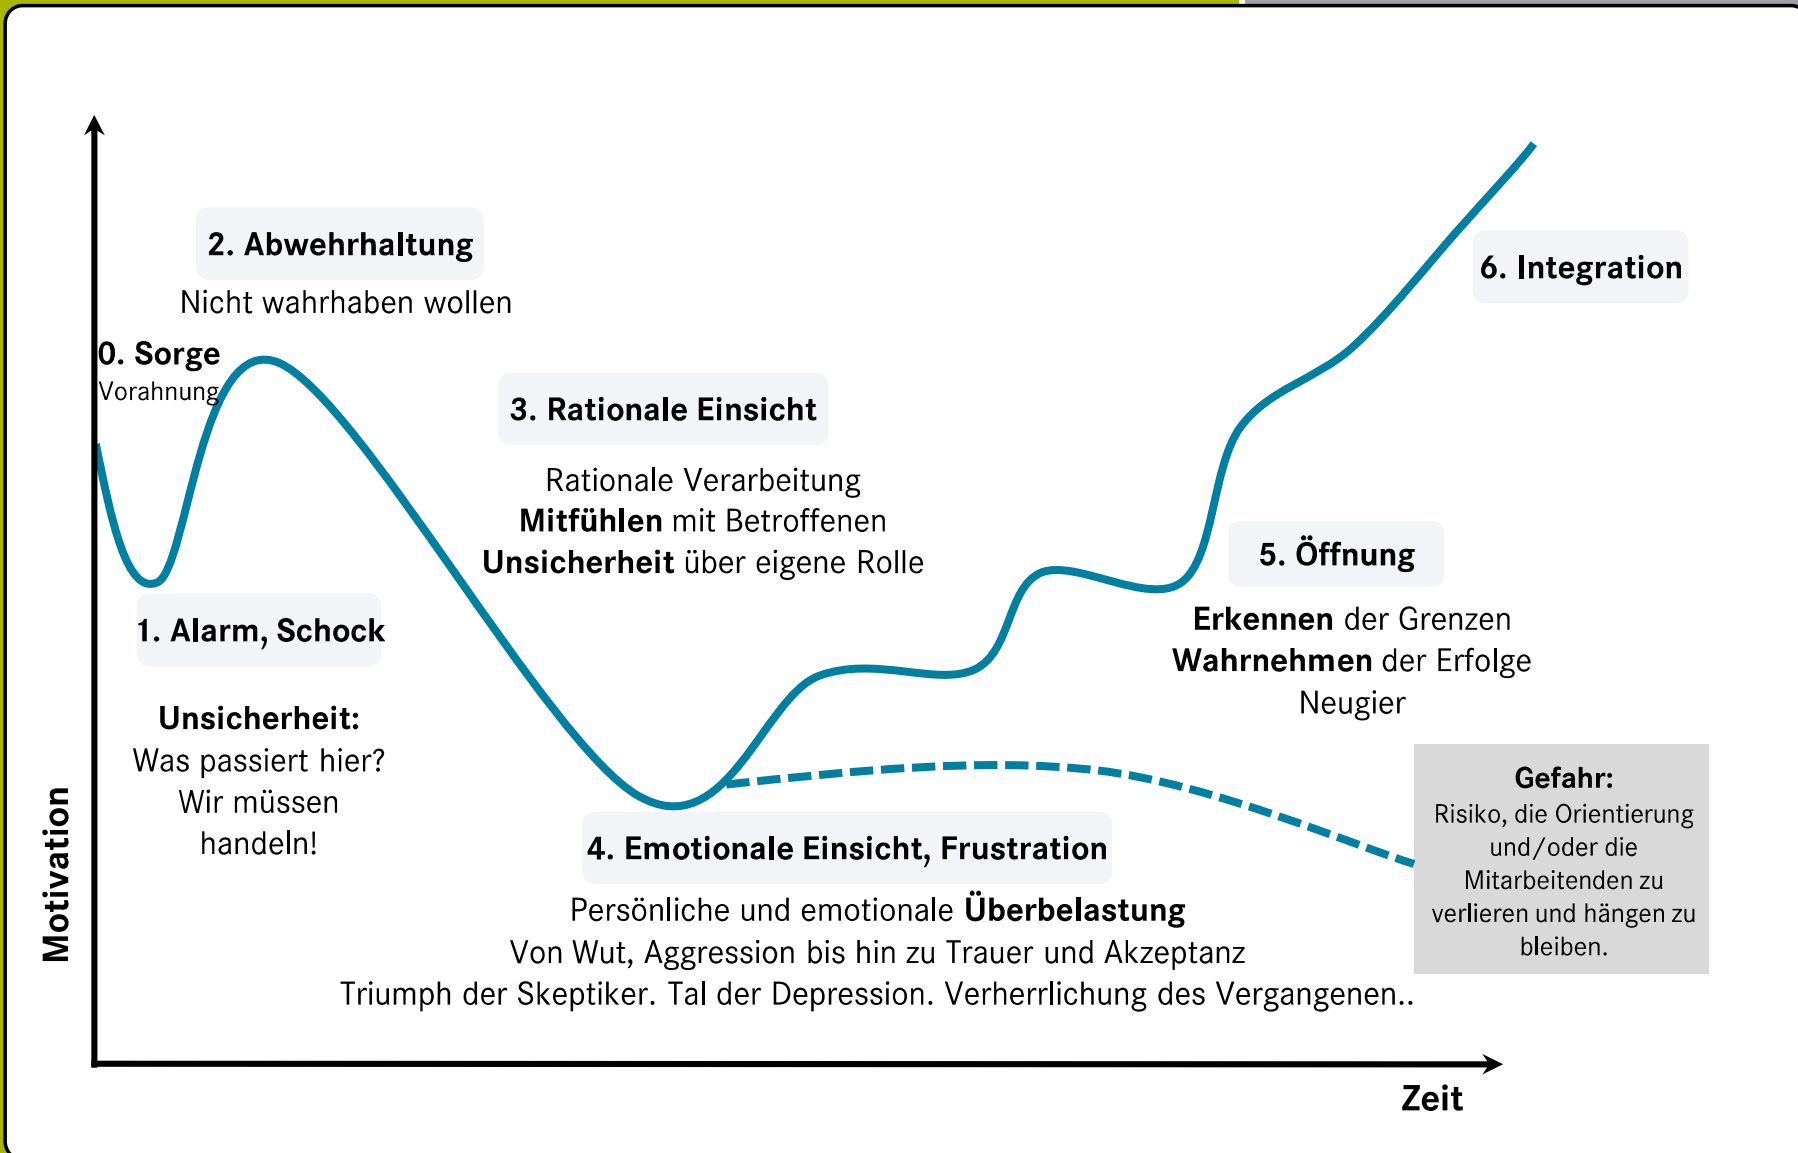 2. Abwehrhaltung
Nicht wahrhaben wollen
0. Sorge
Vorahnung
6. Integration
3. Rationale Einsicht
Rationale Verarbeitung
Mitfühlen mit Betroffenen
Unsicherheit über eigene Rolle
1. Alarm, Schock
Unsicherheit:
Was passiert hier?
Wir müssen
handeln!
5. Öffnung
Erkennen der Grenzen
Wahrnehmen der Erfolge
Neugier
4. Emotionale Einsicht, Frustration
Persönliche und emotionale Überbelastung
Von Wut, Aggression bis hin zu Trauer und Akzeptanz
Triumph der Skeptiker. Tal der Depression. Verherrlichung des Vergangenen..
Gefahr:
Risiko, die Orientierung
und/oder die
Mitarbeitenden zu
verlieren und hängen zu
bleiben.
Motivation
Zeit